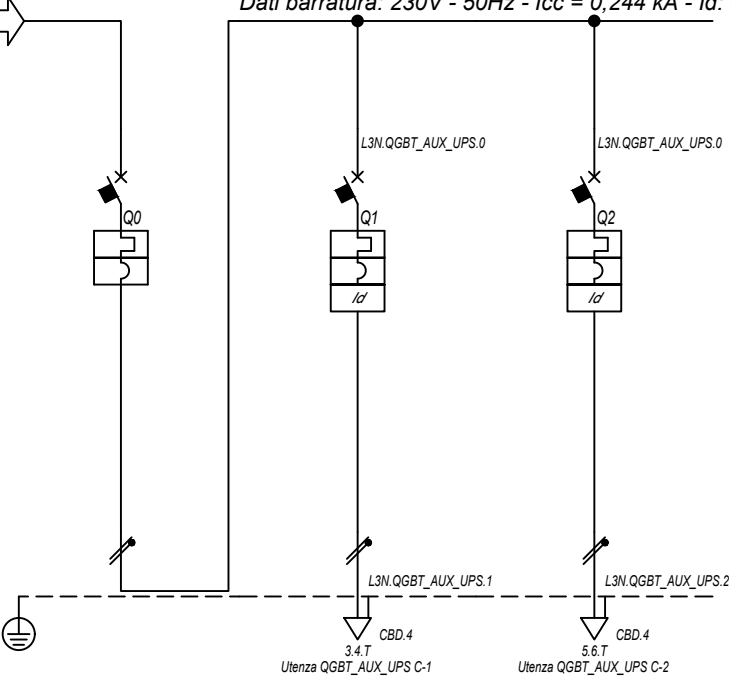 Dati barratura: 230V - 50Hz - Icc = 0,244 kA - Id:
L3N.QGBT_AUX_UPS.0
L3N.QGBT_AUX_UPS.0
Q0
Q1
Q2
Id
Id
L3N.QGBT_AUX_UPS.1
L3N.QGBT_AUX_UPS.2
CBD.4
CBD.4
3.4.T
5.6.T
Utenza QGBT_AUX_UPS C-1
Utenza QGBT_AUX_UPS C-2